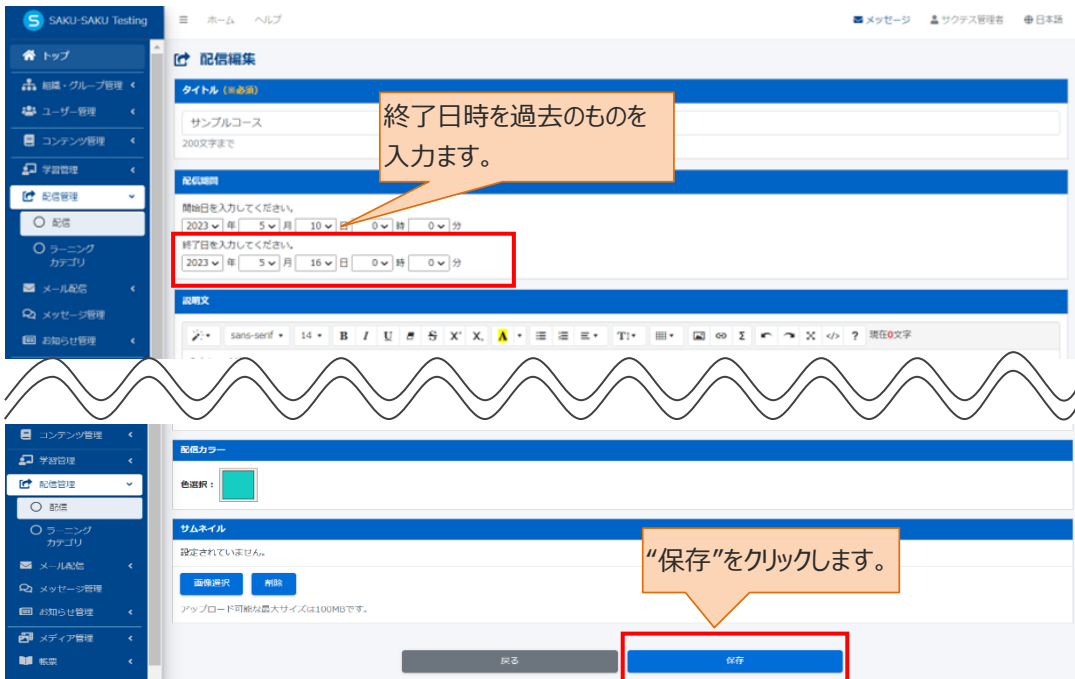 S SAKU-SAKU Testing
ホーム ヘルプ
メッセージ サクテス管理者 日本語
トップ
組織・グループ管理
ユーザー管理
コンテンツ管理
学習管理
配信管理
配信
ラーニング
カテゴリ
メール配信
メッセージ管理
お知らせ管理
配信編集
タイトル (※必須)
サンプルコース
200文字まで
終了日時を過去のものを
入力ます。
配信期間
開始日を入力してください。
2023 年 5 月 10 日 0 時 0 分
終了日を入力してください。
2023 年 5 月 16 日 0 時 0 分
説明文
sans-serif 14 B I U S X² X₂ A T! Σ </> ? 現在0文字
コンテンツ管理
学習管理
配信管理
配信
ラーニング
カテゴリ
メール配信
メッセージ管理
お知らせ管理
メディア管理
帳票
配信カラー
色選択：
サムネイル
設定されていません。
画像選択 削除
アップロード可能な最大サイズは100MBです。
“保存”をクリックします。
戻る 保存